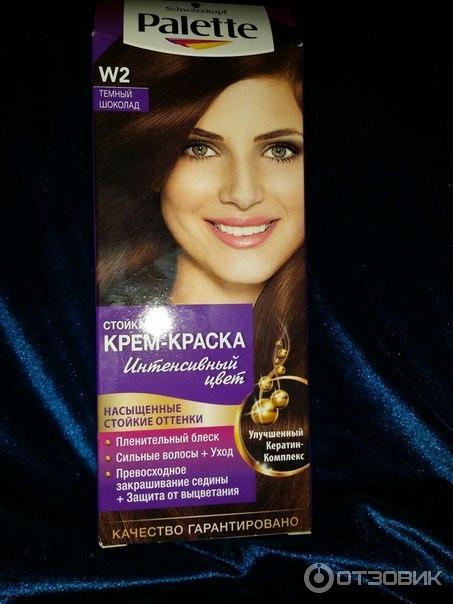 Schwarzkopf
Palette
W2
ТЕМНЫЙ
ШОКОЛАД
СТОЙКАЯ
КРЕМ-КРАСКА
Интенсивный
цвет
НАСЫЩЕННЫЕ
СТОЙКИЕ ОТТЕНКИ
• Пленительный блеск
• Сильные волосы + Уход
• Превосходное
закрашивание седины
+ Защита от выцветания
Улучшенный
Кератин-
Комплекс
КАЧЕСТВО ГАРАНТИРОВАНО
ОТЗОВИК